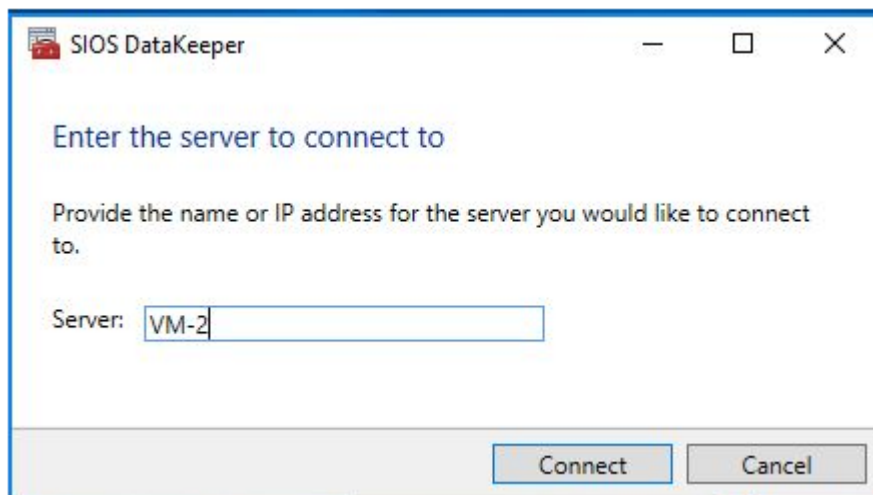 SIOS DataKeeper
Enter the server to connect to
Provide the name or IP address for the server you would like to connect
to.
Server: VM-2
Connect Cancel